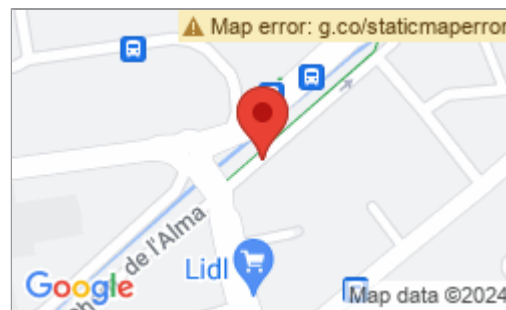 Map error: g.co/staticmaperror
de l'Alma
Lidl
Google
Map data ©2024